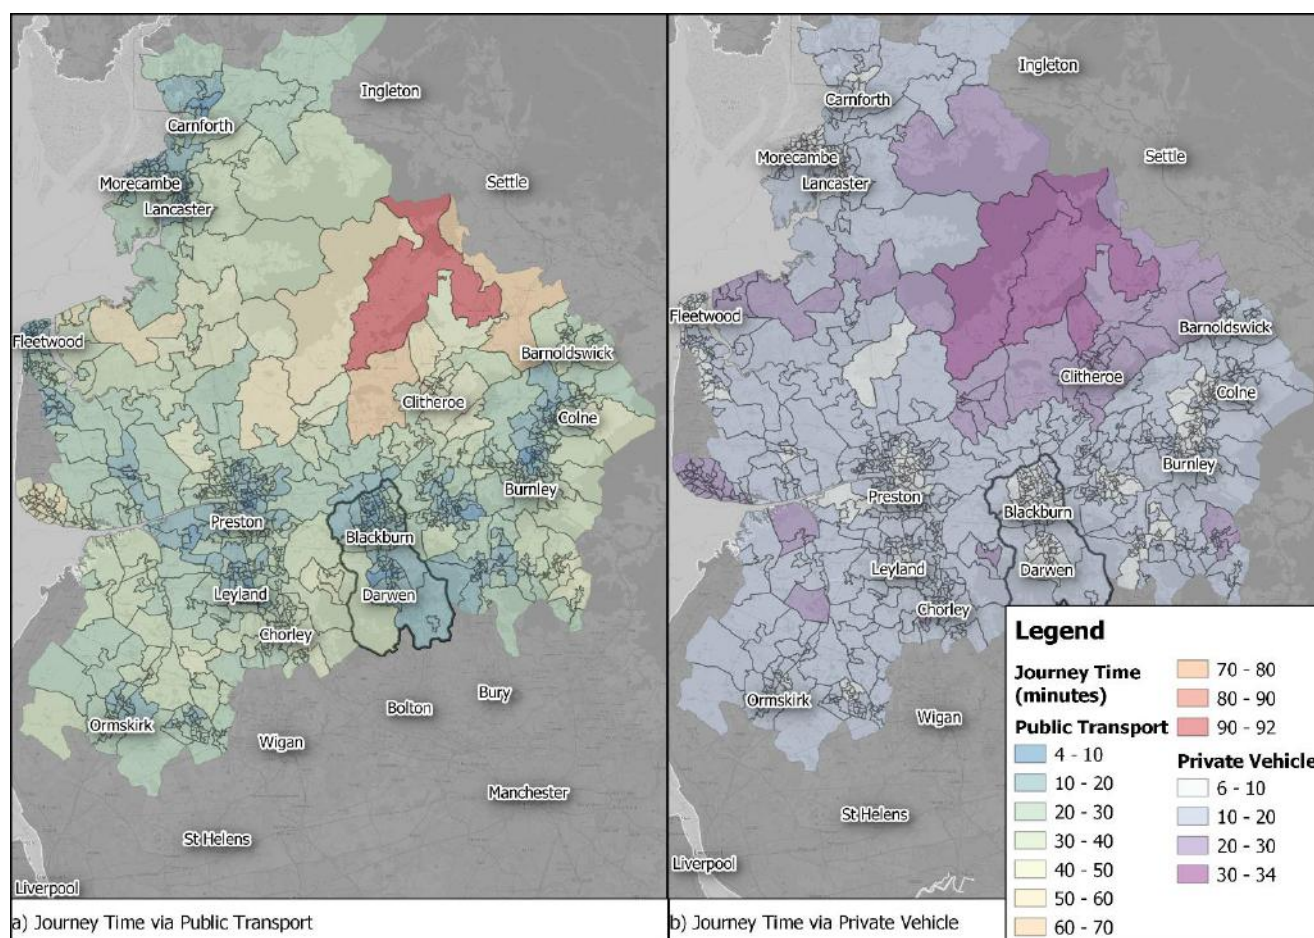 Ingleton
Carnforth
Morecambe
Lancaster
Settle
Fleetwood
Barnoldswick
Clitheroe
Colne
Burnley
Preston
Blackburn
Leyland
Darwen
Chorley
Ormskirk
Bolton
Bury
Wigan
Manchester
St Helens
Liverpool
a) Journey Time via Public Transport
Ingleton
Carnforth
Morecambe
Lancaster
Settle
Fleetwood
Barnoldswick
Clitheroe
Colne
Burnley
Preston
Blackburn
Leyland
Darwen
Chorley
Ormskirk
Wigan
St Helens
Liverpool
b) Journey Time via Private Vehicle
Legend
Journey Time
(minutes)
Public Transport
4 - 10
10 - 20
20 - 30
30 - 40
40 - 50
50 - 60
60 - 70
70 - 80
80 - 90
90 - 92
Private Vehicle
6 - 10
10 - 20
20 - 30
30 - 34